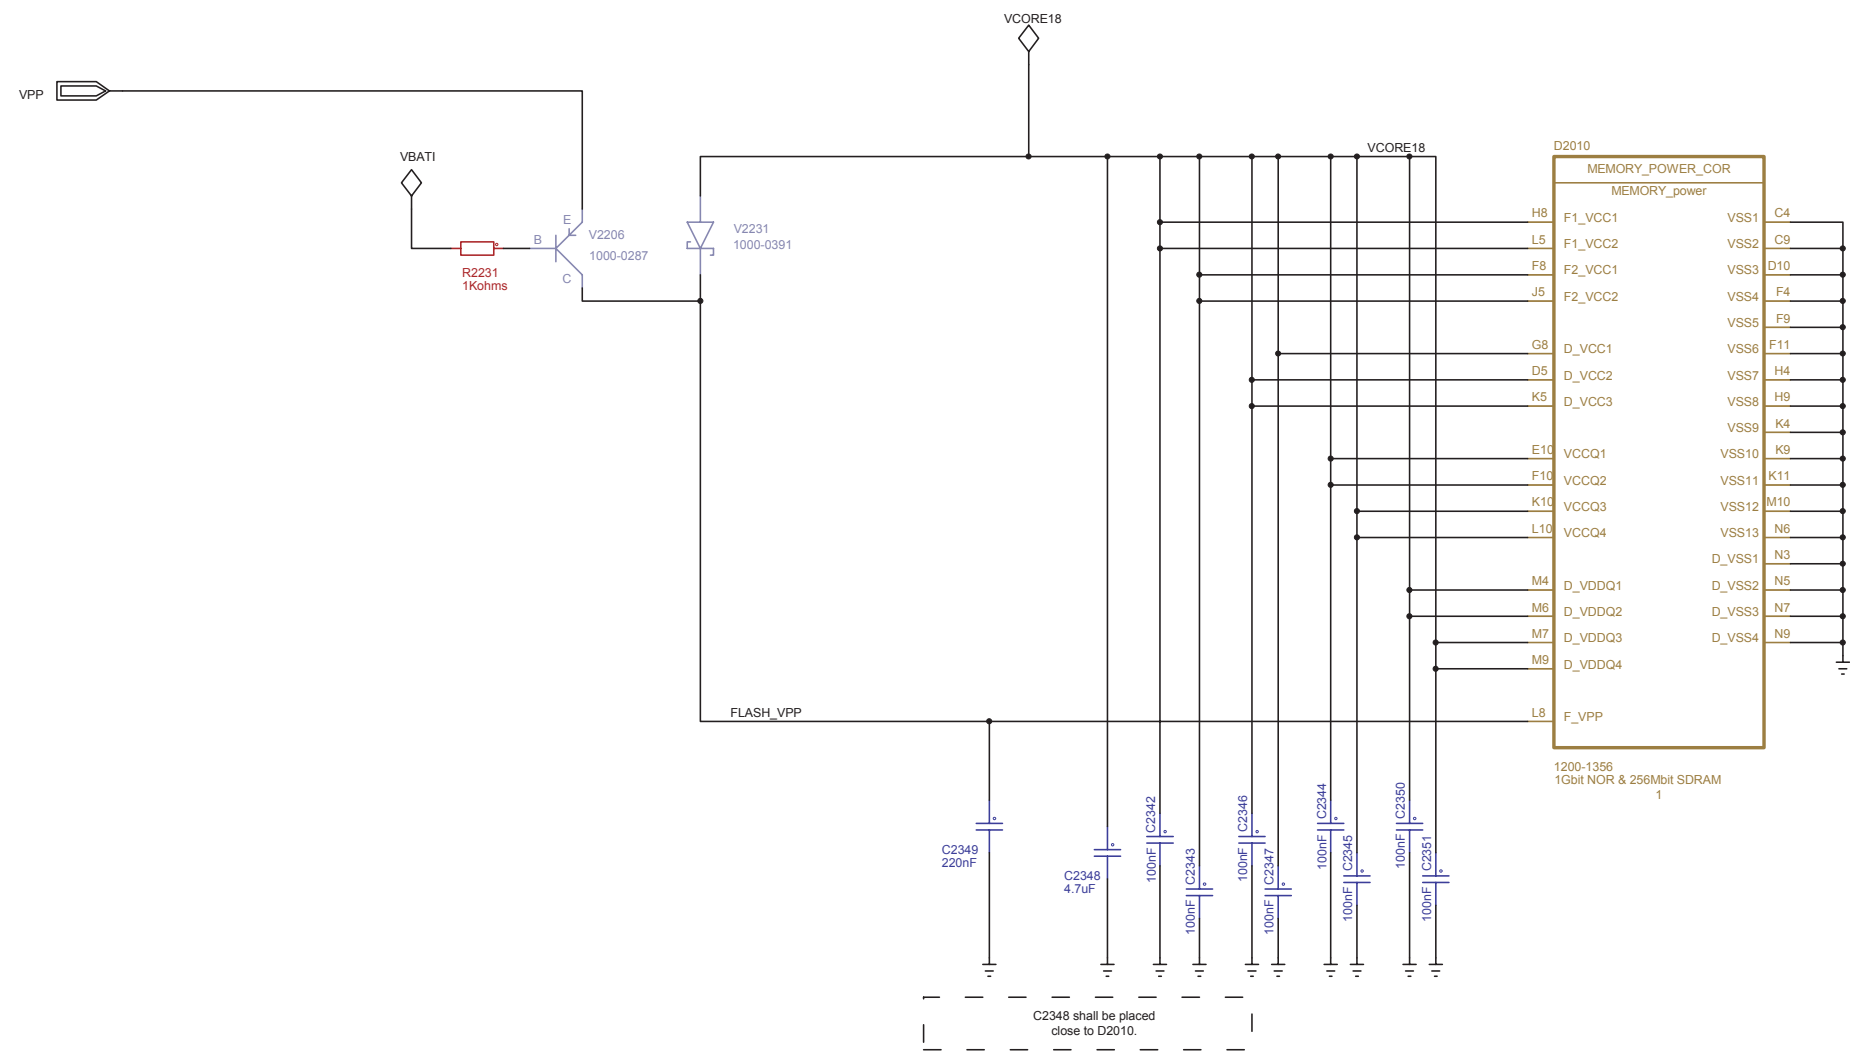 VCORE18
VPP
VBATI
E
B
C
V2206
1000-0287
R2231
1Kohms
V2231
1000-0391
VCORE18
D2010
MEMORY_POWER_COR
MEMORY_power
H8 F1_VCC1 VSS1 C4
L5 F1_VCC2 VSS2 C9
F8 F2_VCC1 VSS3 D10
J5 F2_VCC2 VSS4 F4
VSS5 F9
G8 D_VCC1 VSS6 F11
D5 D_VCC2 VSS7 H4
K5 D_VCC3 VSS8 H9
VSS9 K4
E10 VCCQ1 VSS10 K9
F10 VCCQ2 VSS11 K11
K10 VCCQ3 VSS12 M10
L10 VCCQ4 VSS13 N6
D_VSS1 N3
M4 D_VDDQ1 D_VSS2 N5
M6 D_VDDQ2 D_VSS3 N7
M7 D_VDDQ3 D_VSS4 N9
M9 D_VDDQ4
FLASH_VPP
L8 F_VPP
1200-1356
1Gbit NOR & 256Mbit SDRAM
1
C2349
220nF
C2348
4.7uF
C2342
100nF
C2343
100nF
C2346
100nF
C2347
100nF
C2344
100nF
C2345
100nF
C2350
100nF
C2351
100nF
C2348 shall be placed
close to D2010.